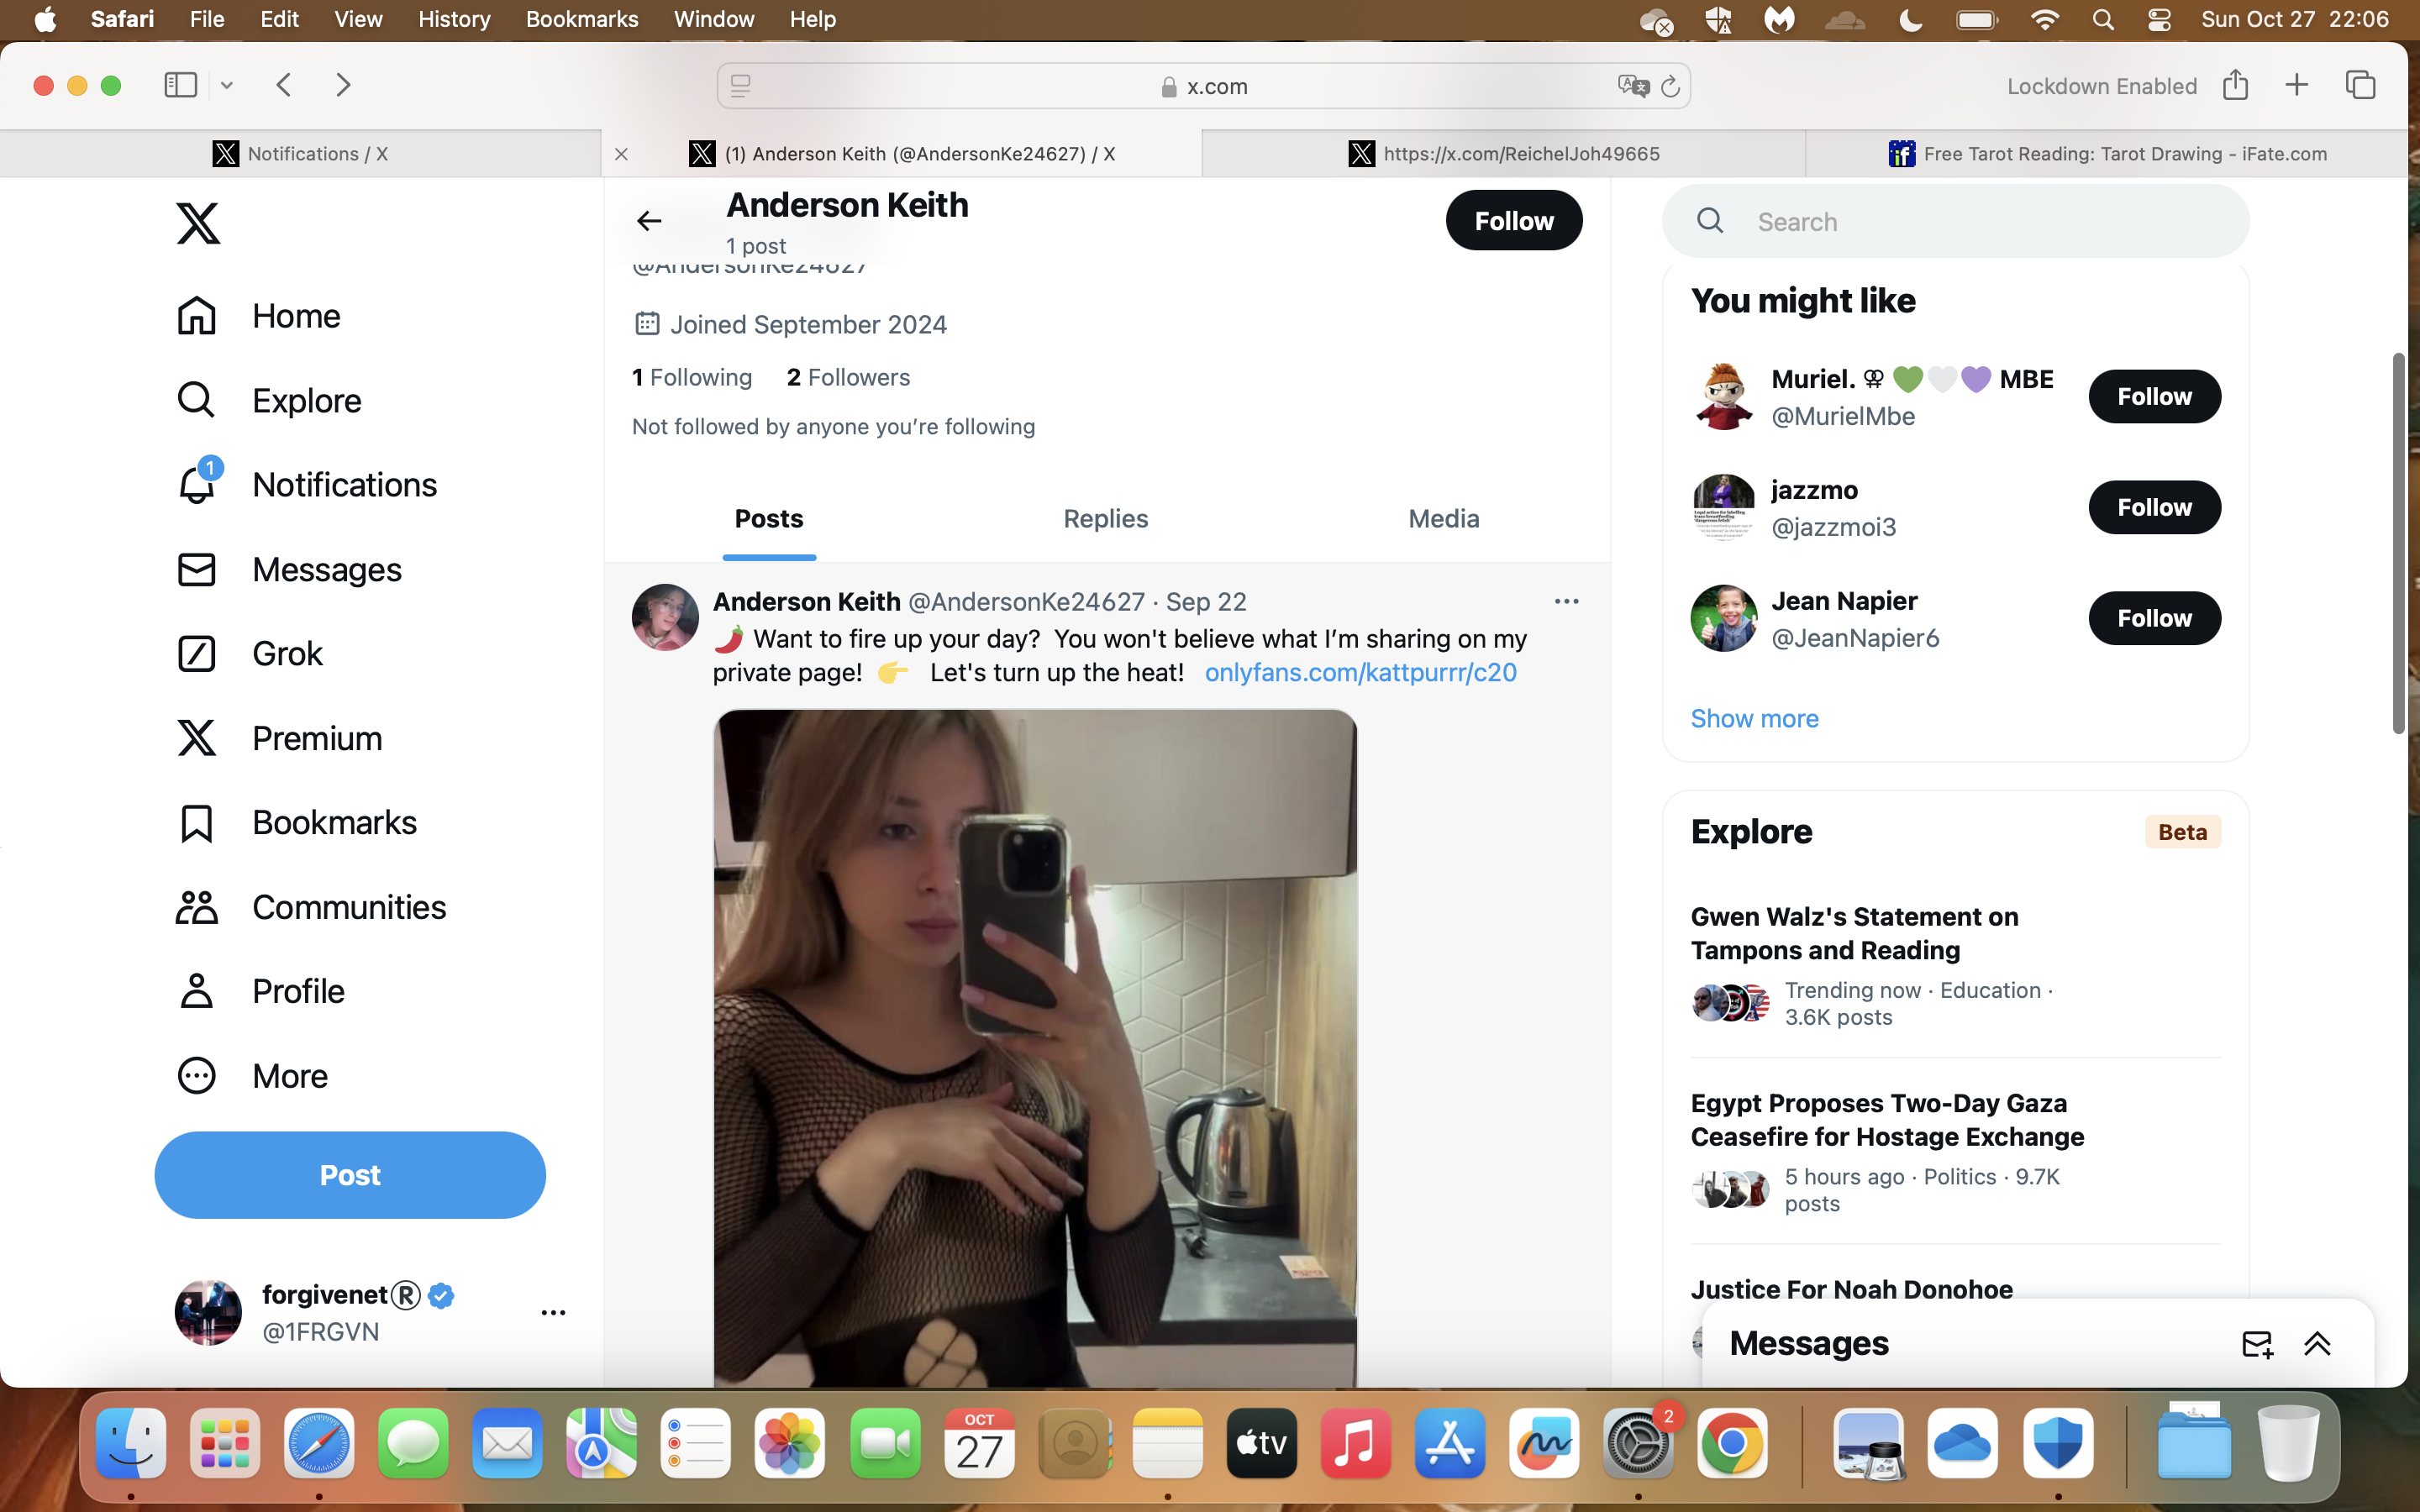 Safari File Edit View History Bookmarks Window Help
Sun Oct 27 22:06
x.com
Lockdown Enabled
Notifications / X
(1) Anderson Keith (@AndersonKe24627) / X
https://x.com/ReichelJoh49665
Free Tarot Reading: Tarot Drawing - iFate.com
Home
Explore
1
Notifications
Messages
Grok
Premium
Bookmarks
Communities
Profile
More
Post
forgivenet®
@1FRGVN
Anderson Keith
1 post
Follow
@AndersonKe24627
Joined September 2024
1 Following 2 Followers
Not followed by anyone you're following
Posts Replies Media
Anderson Keith @AndersonKe24627 · Sep 22
🌶️ Want to fire up your day? You won't believe what I'm sharing on my
private page! 👉 Let's turn up the heat! onlyfans.com/kattpurrr/c20
Search
You might like
Muriel. ⚢ 💚🤍💜 MBE
@MurielMbe
Follow
jazzmo
@jazzmoi3
Follow
Jean Napier
@JeanNapier6
Follow
Show more
Explore
Beta
Gwen Walz's Statement on
Tampons and Reading
Trending now · Education ·
3.6K posts
Egypt Proposes Two-Day Gaza
Ceasefire for Hostage Exchange
5 hours ago · Politics · 9.7K
posts
Justice For Noah Donohoe
Messages
OCT
27
tv
2